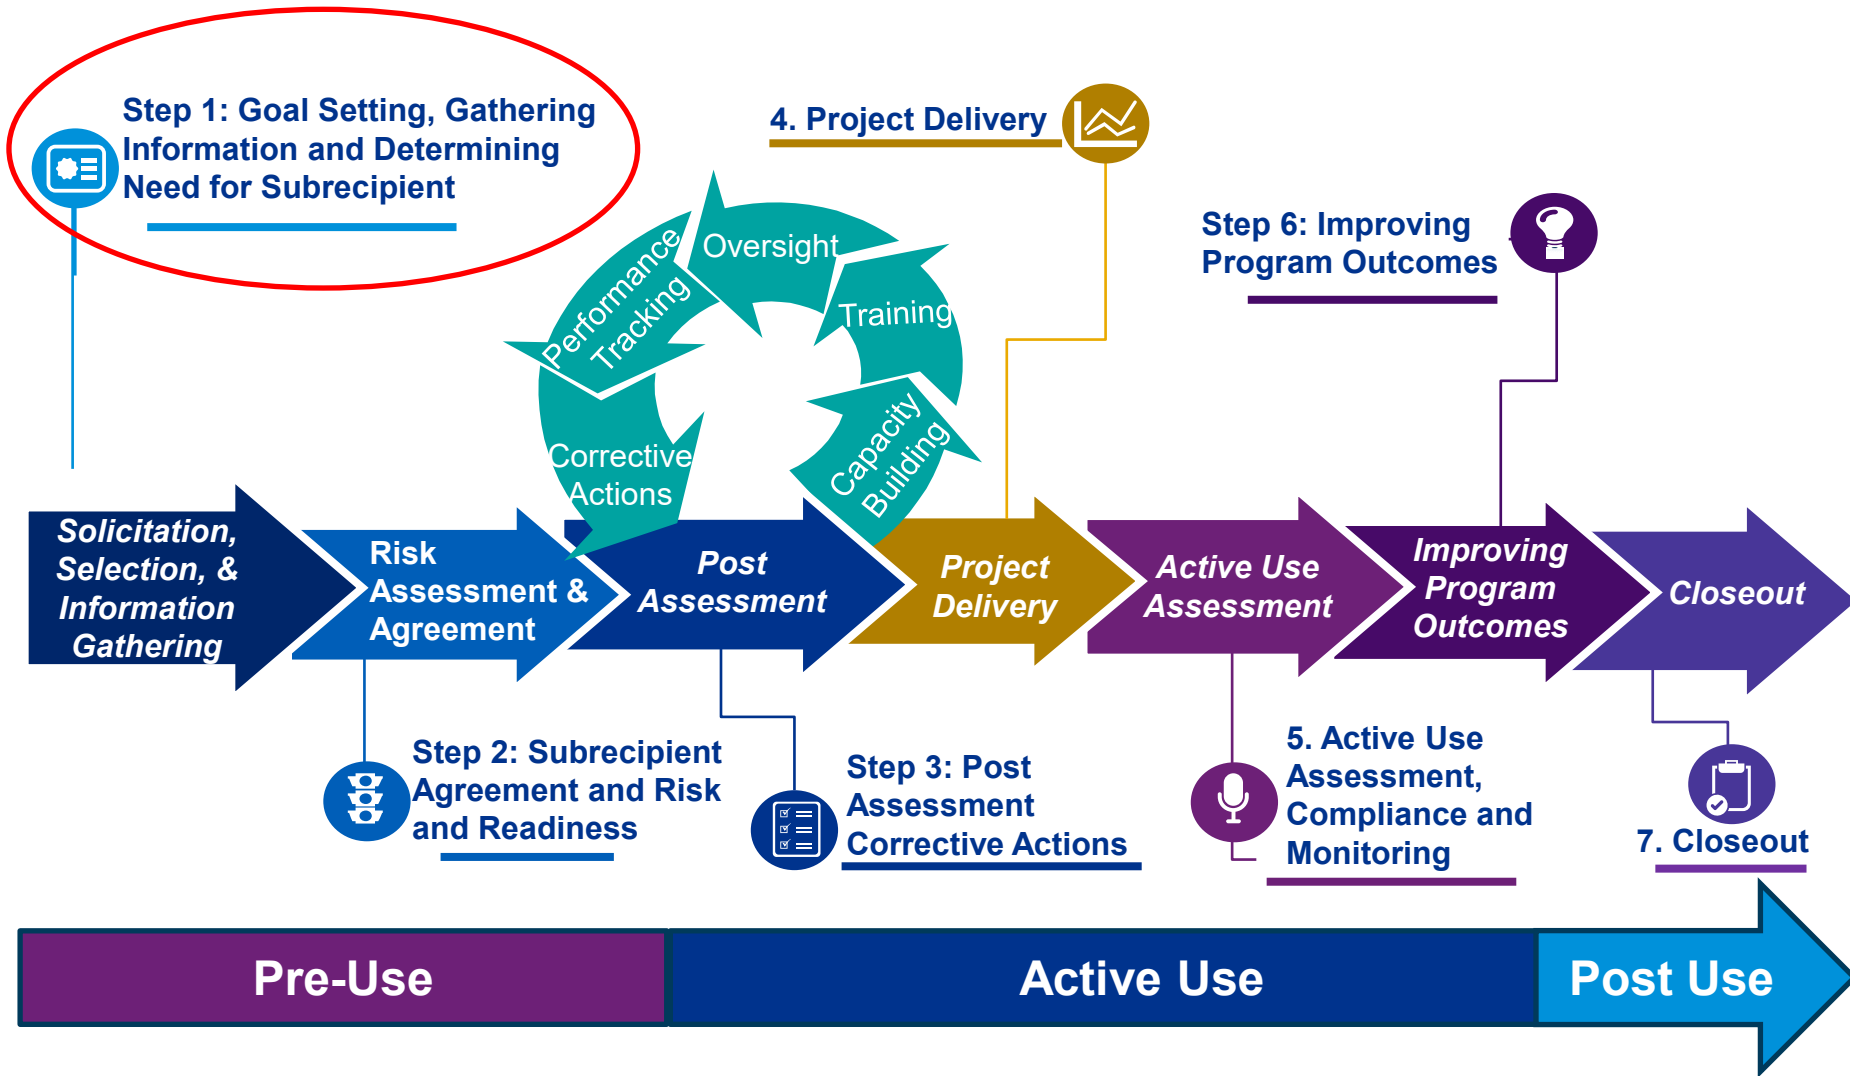 Step 1: Goal Setting, Gathering
Information and Determining
Need for Subrecipient
4. Project Delivery
Step 6: Improving
Program Outcomes
Performance
Tracking
Oversight
Training
Capacity
Building
Corrective
Actions
Solicitation,
Selection, &
Information
Gathering
Risk
Assessment &
Agreement
Post
Assessment
Project
Delivery
Active Use
Assessment
Improving
Program
Outcomes
Closeout
Step 2: Subrecipient
Agreement and Risk
and Readiness
Step 3: Post
Assessment
Corrective Actions
5. Active Use
Assessment,
Compliance and
Monitoring
7. Closeout
Pre-Use
Active Use
Post Use